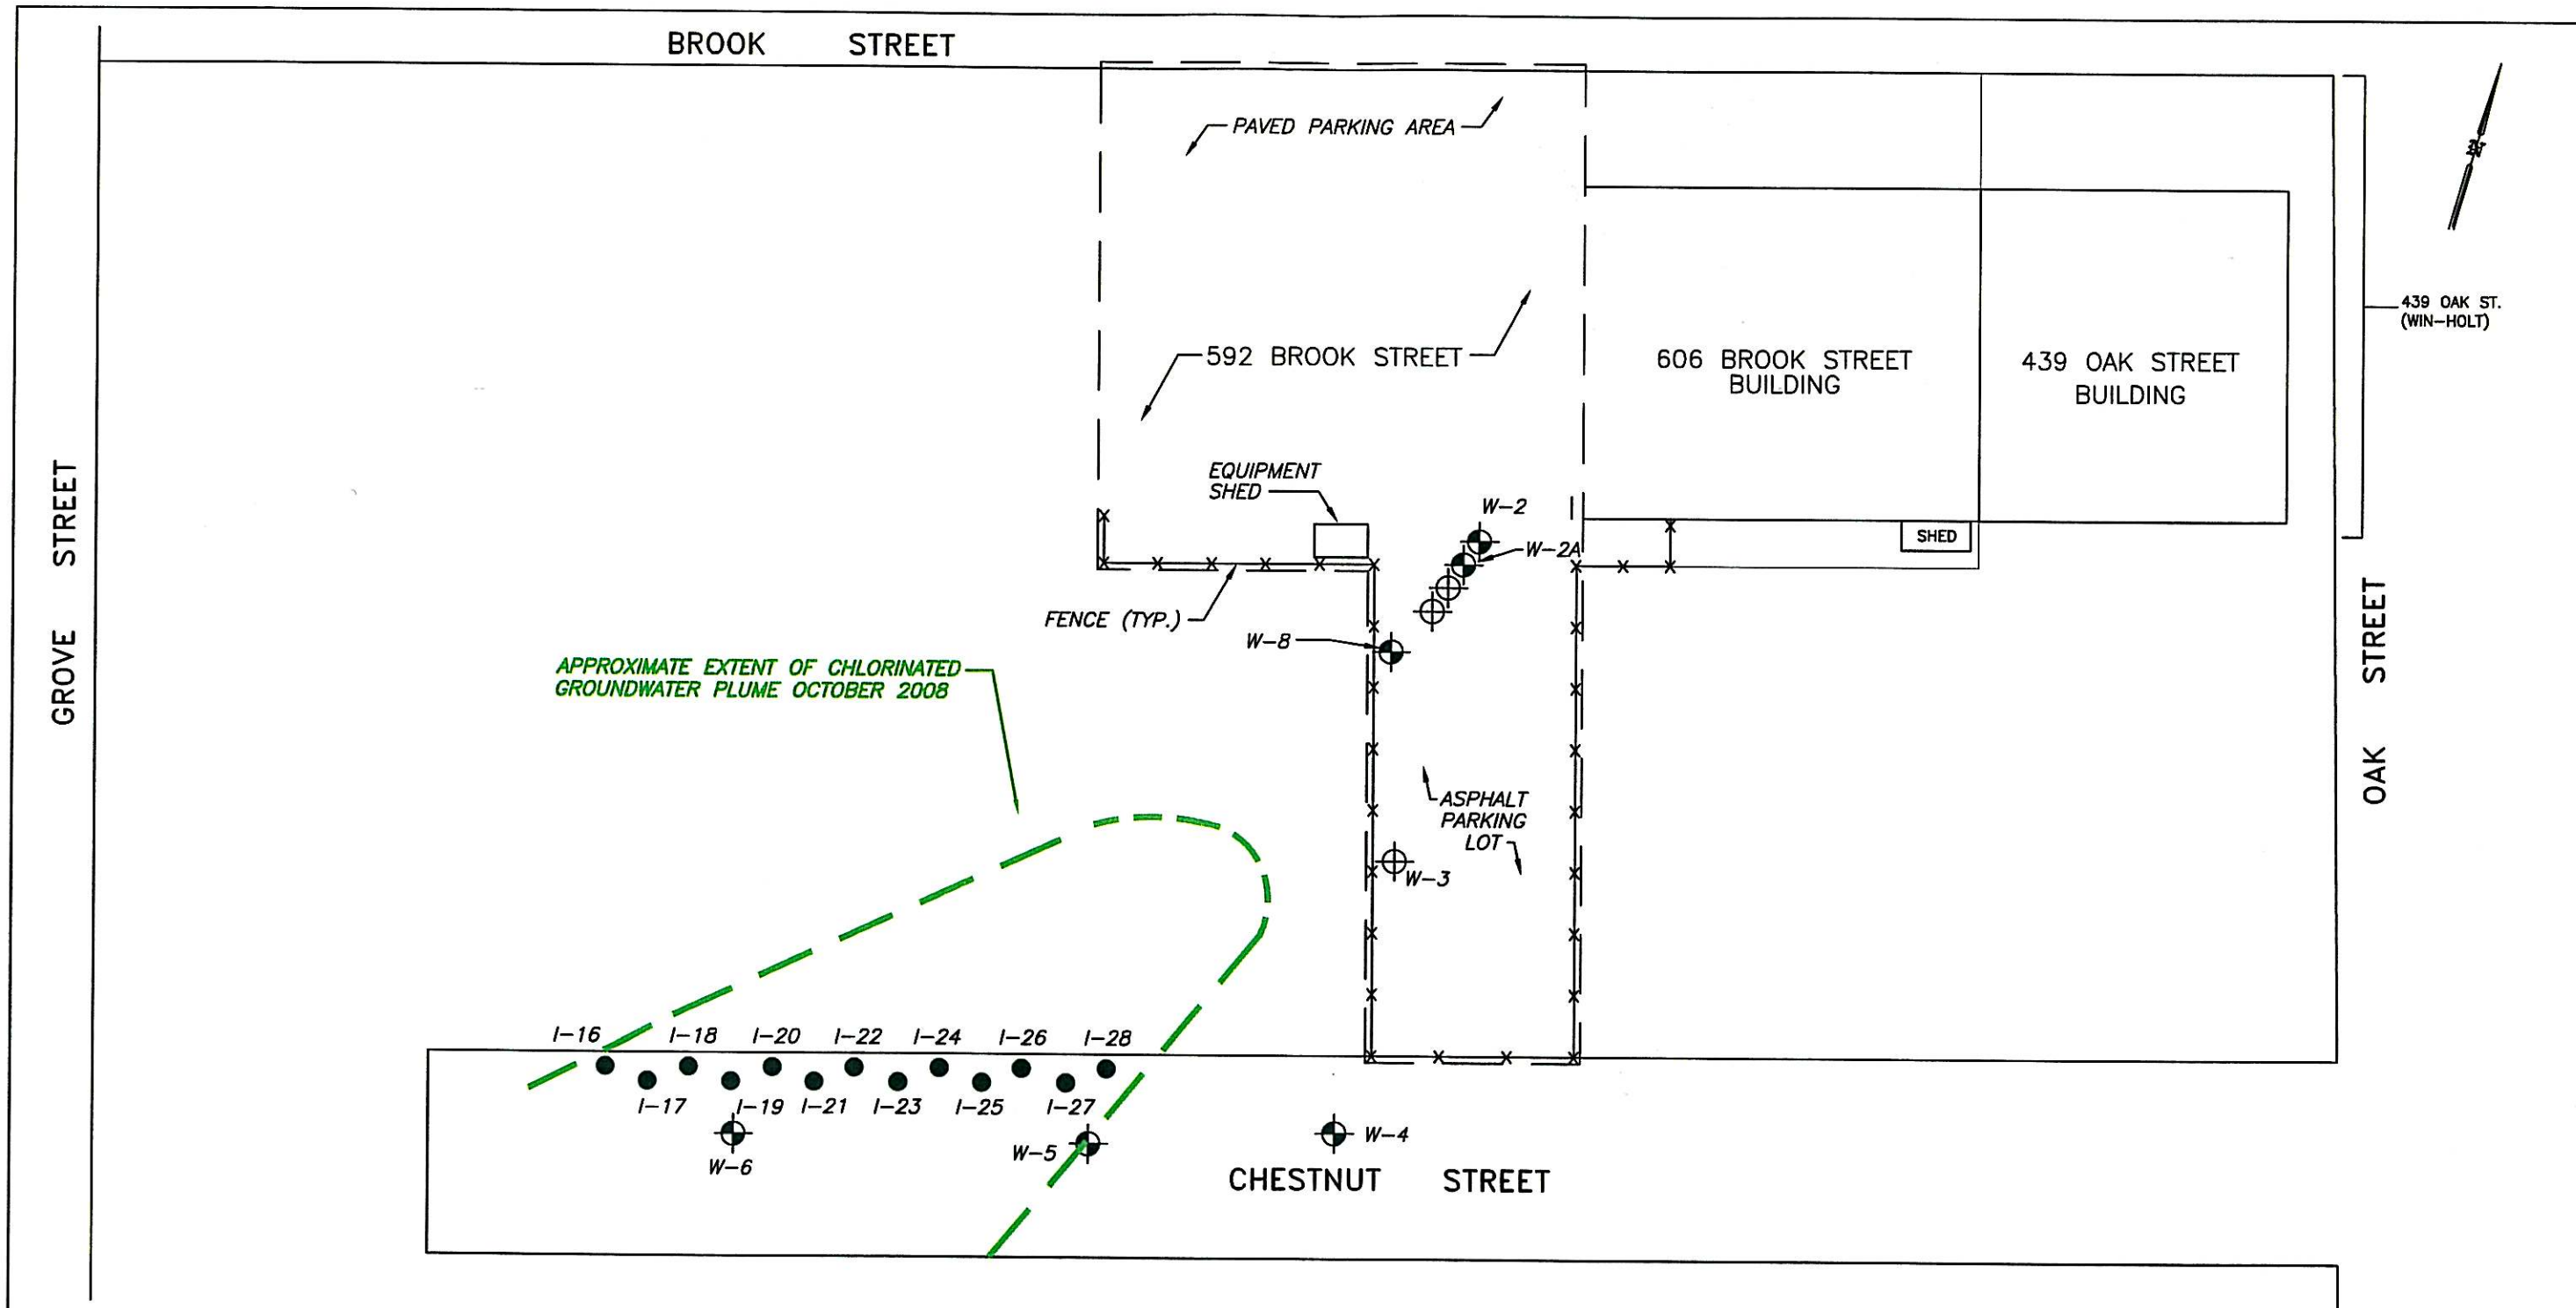 BROOK STREET
PAVED PARKING AREA
N
439 OAK ST.
(WIN-HOLT)
592 BROOK STREET
606 BROOK STREET
BUILDING
439 OAK STREET
BUILDING
EQUIPMENT
SHED
W-2
SHED
W-2A
FENCE (TYP.)
W-8
GROVE STREET
OAK STREET
APPROXIMATE EXTENT OF CHLORINATED
GROUNDWATER PLUME OCTOBER 2008
ASPHALT
PARKING
LOT
W-3
I-16 I-18 I-20 I-22 I-24 I-26 I-28
I-17 I-19 I-21 I-23 I-25 I-27
W-4
W-5
W-6
CHESTNUT STREET